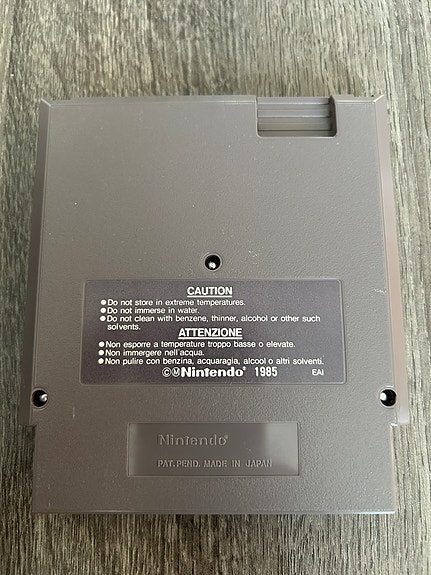 CAUTION
●Do not store in extreme temperatures.
●Do not immerse in water.
●Do not clean with benzene, thinner, alcohol or other such
solvents.
ATTENZIONE
●Non esporre a temperature troppo basse o elevate.
●Non immergere nell'acqua.
●Non pulire con benzina, acquaragia, alcool o altri solventi.
©Ⓜ Nintendo® 1985 EAI
Nintendo®
PAT. PEND. MADE IN JAPAN